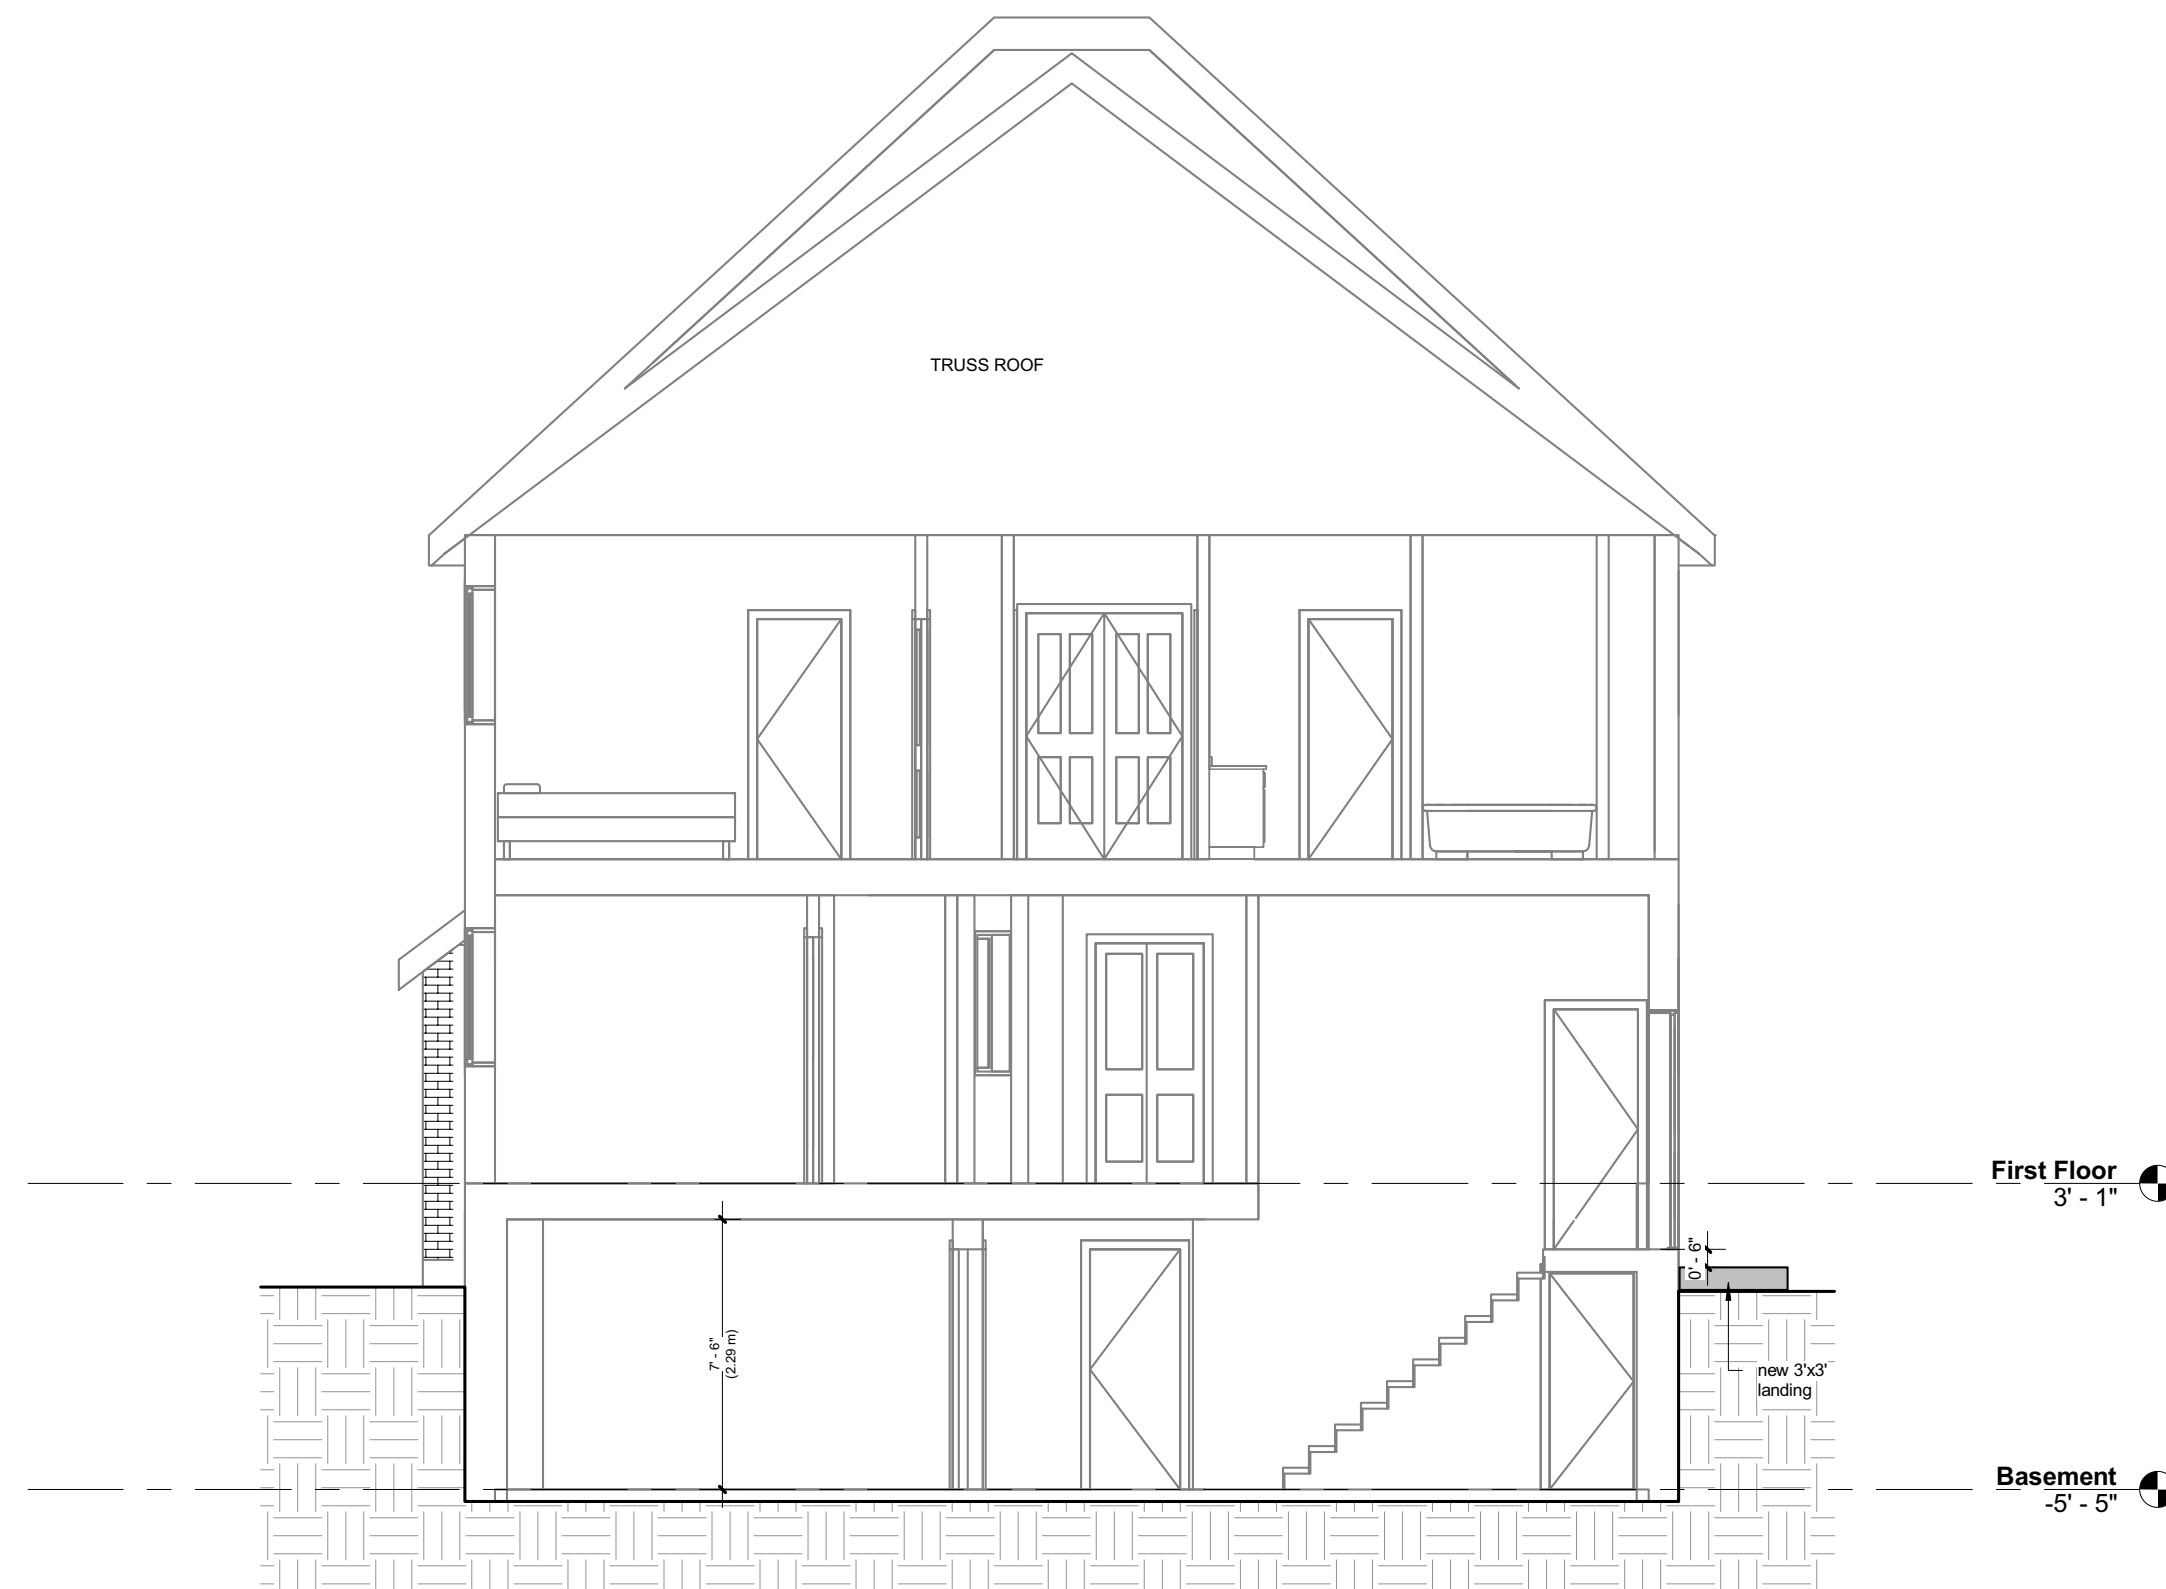 TRUSS ROOF
First Floor
3' - 1"
0' - 6"
7' - 6"
(2.29 m)
new 3'x3'
landing
Basement
-5' - 5"